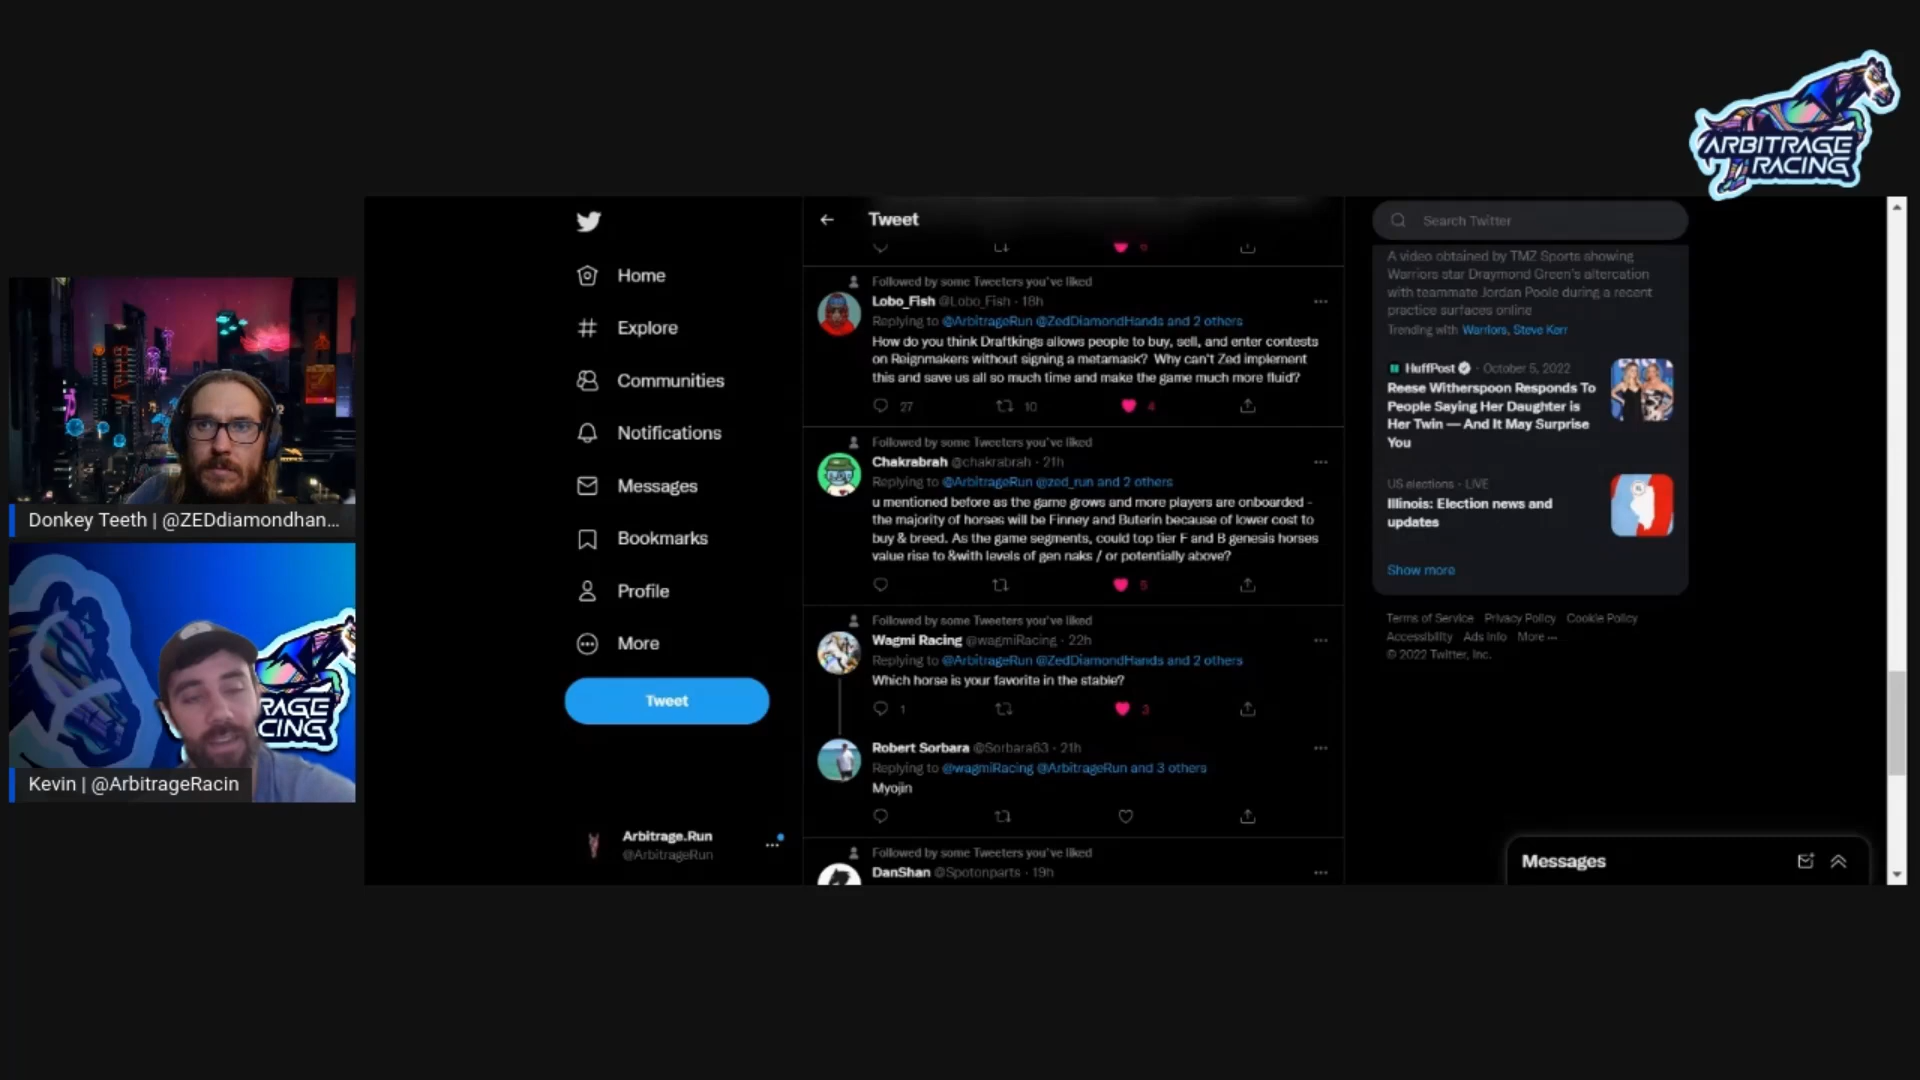 ARBITRAGE
RACING
Donkey Teeth | @ZEDdiamondhan...
RAGE
CING
Kevin | @ArbitrageRacin
Home
Explore
Communities
Notifications
Messages
Bookmarks
Profile
More
Tweet
Arbitrage.Run
@ArbitrageRun
Tweet
6
Followed by some Tweeters you've liked
Lobo_Fish @Lobo_Fish · 18h
Replying to @ArbitrageRun @ZedDiamondHands and 2 others
How do you think Draftkings allows people to buy, sell, and enter contests
on Reignmakers without signing a metamask? Why can't Zed implement
this and save us all so much time and make the game much more fluid?
27 10 4
Followed by some Tweeters you've liked
Chakrabrah @chakrabrah · 21h
Replying to @ArbitrageRun @zed_run and 2 others
u mentioned before as the game grows and more players are onboarded -
the majority of horses will be Finney and Buterin because of lower cost to
buy & breed. As the game segments, could top tier F and B genesis horses
value rise to &with levels of gen naks / or potentially above?
5
Followed by some Tweeters you've liked
Wagmi Racing @wagmiRacing · 22h
Replying to @ArbitrageRun @ZedDiamondHands and 2 others
Which horse is your favorite in the stable?
1 3
Robert Sorbara @Sorbara63 · 21h
Replying to @wagmiRacing @ArbitrageRun and 3 others
Myojin
Followed by some Tweeters you've liked
DanShan @Spotonparts · 19h
Search Twitter
A video obtained by TMZ Sports showing
Warriors star Draymond Green's altercation
with teammate Jordan Poole during a recent
practice surfaces online
Trending with Warriors, Steve Kerr
HuffPost · October 5, 2022
Reese Witherspoon Responds To
People Saying Her Daughter is
Her Twin — And It May Surprise
You
US elections · LIVE
Illinois: Election news and
updates
Show more
Terms of Service Privacy Policy Cookie Policy
Accessibility Ads info More ···
© 2022 Twitter, Inc.
Messages